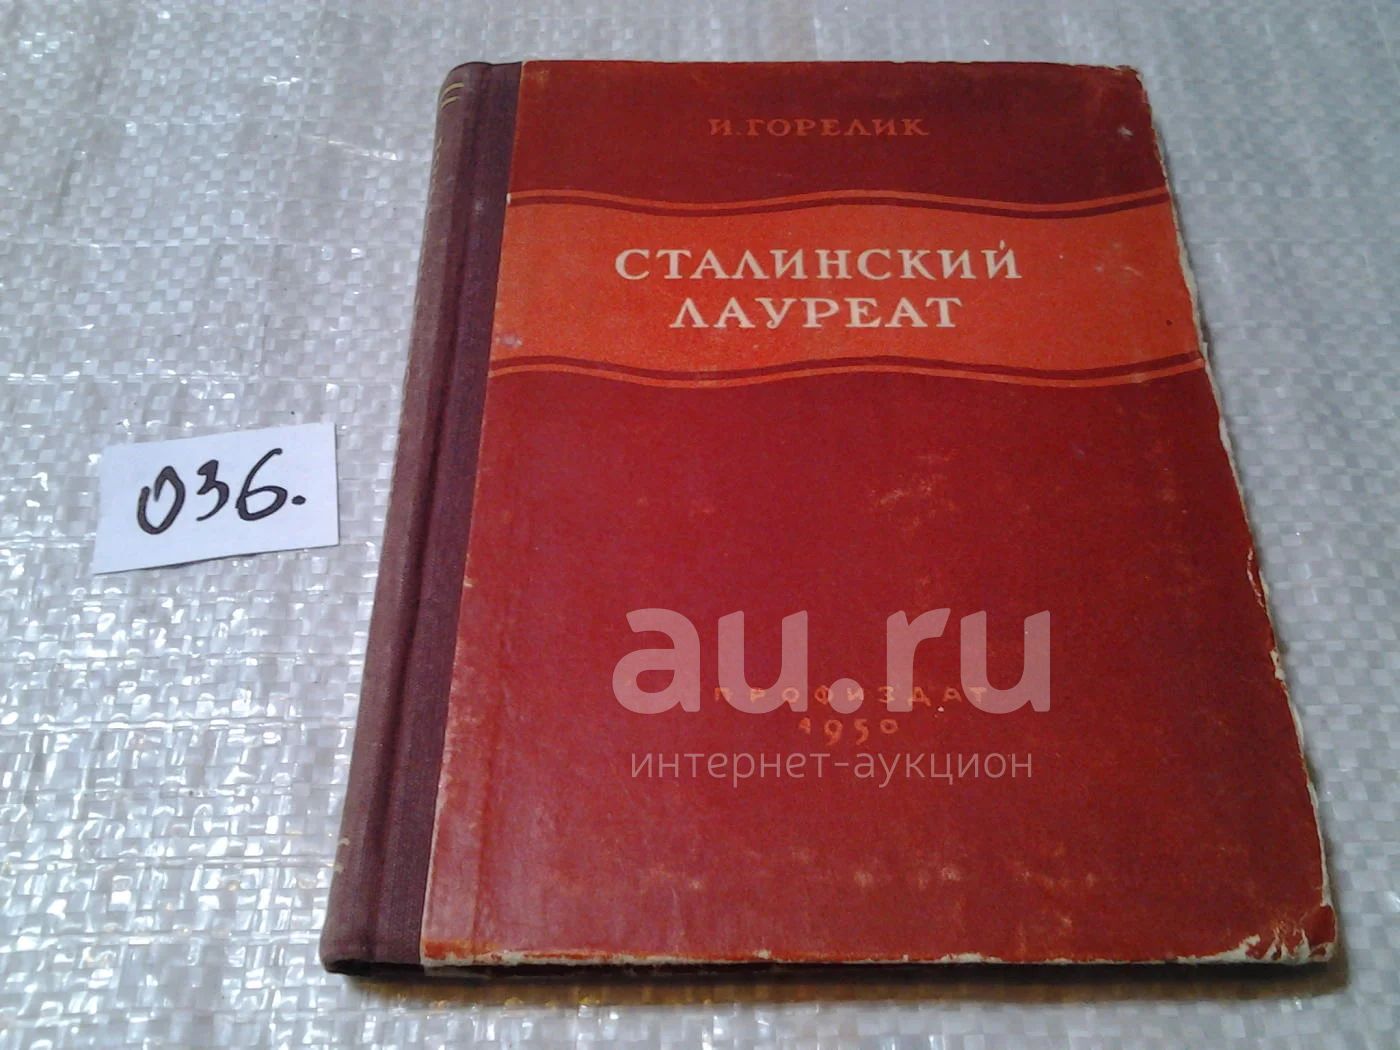 И. ГОРЕЛИК
СТАЛИНСКИЙ
ЛАУРЕАТ
036.
au.ru
ПРОФИЗДАТ
1950
интернет-аукцион